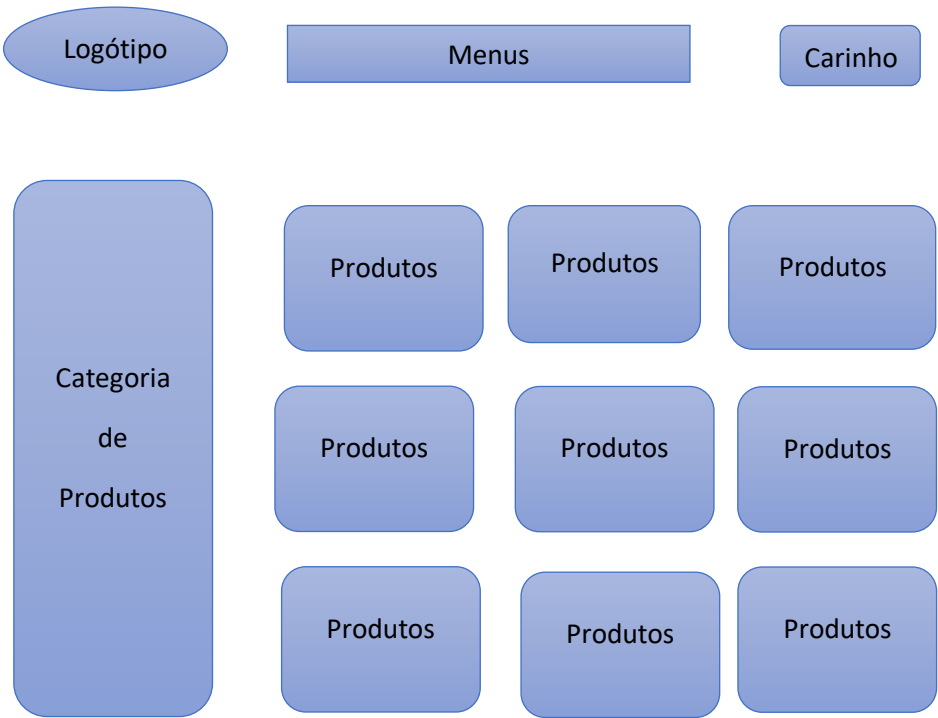 Logótipo
Menus
Carinho
Categoria
de
Produtos
Produtos
Produtos
Produtos
Produtos
Produtos
Produtos
Produtos
Produtos
Produtos